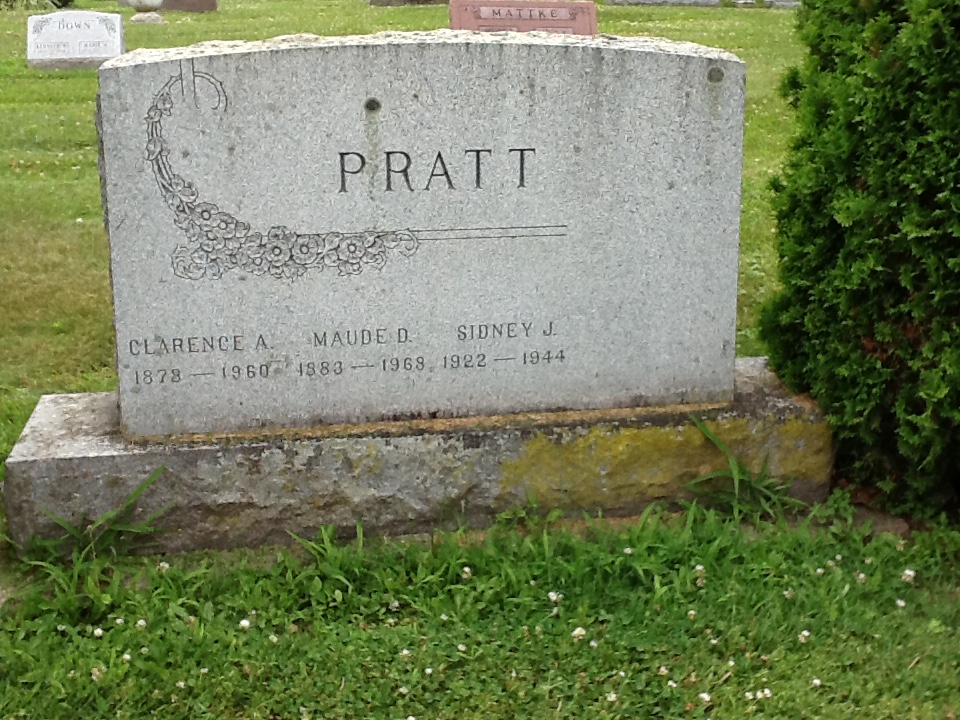 DOWN
MATTKE
PRATT
CLARENCE A. MAUDE D. SIDNEY J.
1878 — 1960 1883 — 1968 1922 — 1944